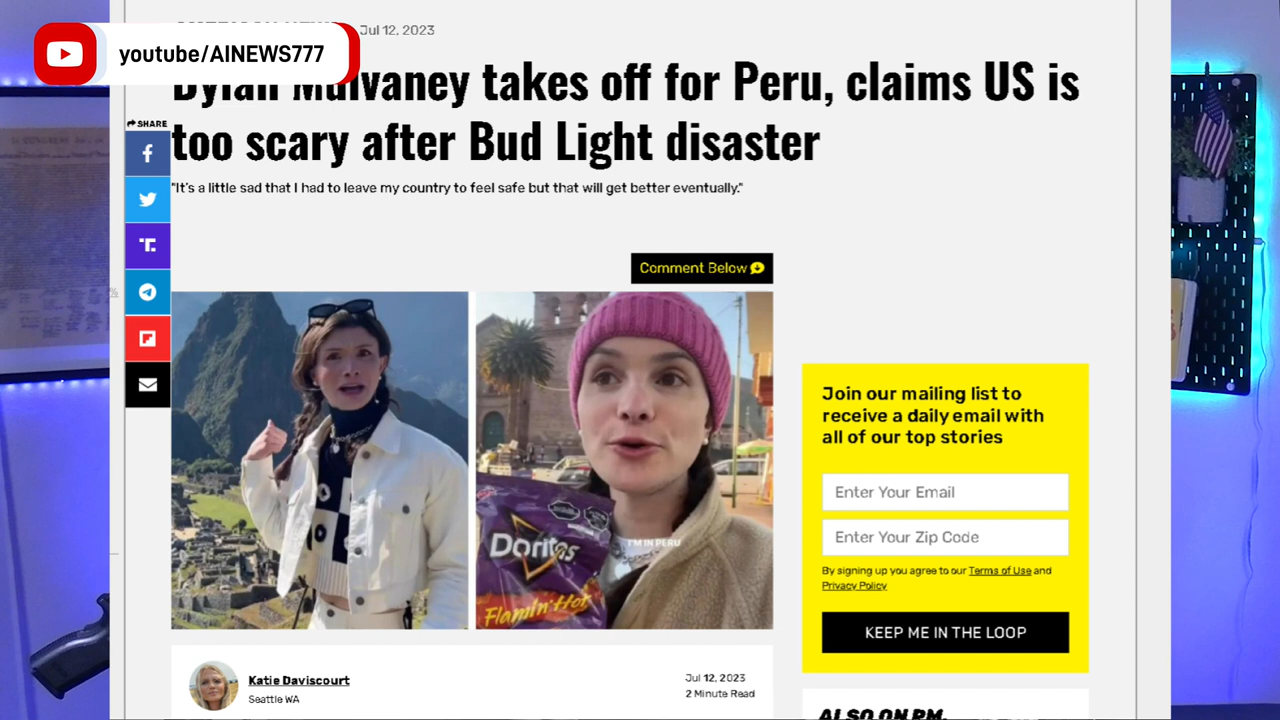 Jul 12, 2023
youtube/AINEWS777
Dylan Mulvaney takes off for Peru, claims US is
too scary after Bud Light disaster
SHARE
"It's a little sad that I had to leave my country to feel safe but that will get better eventually."
Comment Below
Join our mailing list to
receive a daily email with
all of our top stories
Enter Your Email
Enter Your Zip Code
By signing up you agree to our Terms of Use and
Privacy Policy
KEEP ME IN THE LOOP
Doritos
Flamin' Hot
I'M IN PERU
Katie Daviscourt
Seattle WA
Jul 12, 2023
2 Minute Read
ALSO ON RM.